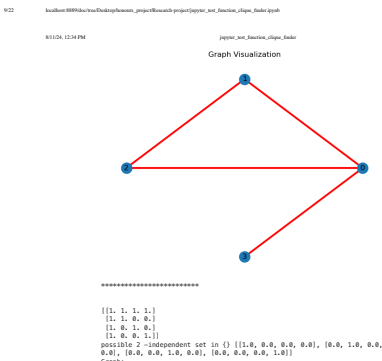 9/22
localhost:8889/doc/tree/Desktop/honours_project/Research-project/jupyter_test_function_clique_finder.ipynb
8/11/24, 12:34 PM
jupyter_test_function_clique_finder
Graph Visualization
1
2
0
3
*************************
[[1. 1. 1. 1.]
[1. 1. 0. 0.]
[1. 0. 1. 0.]
[1. 0. 0. 1.]]
possible 2 —independent set in {} [[1.0, 0.0, 0.0, 0.0], [0.0, 1.0, 0.0,
0.0], [0.0, 0.0, 1.0, 0.0], [0.0, 0.0, 0.0, 1.0]]